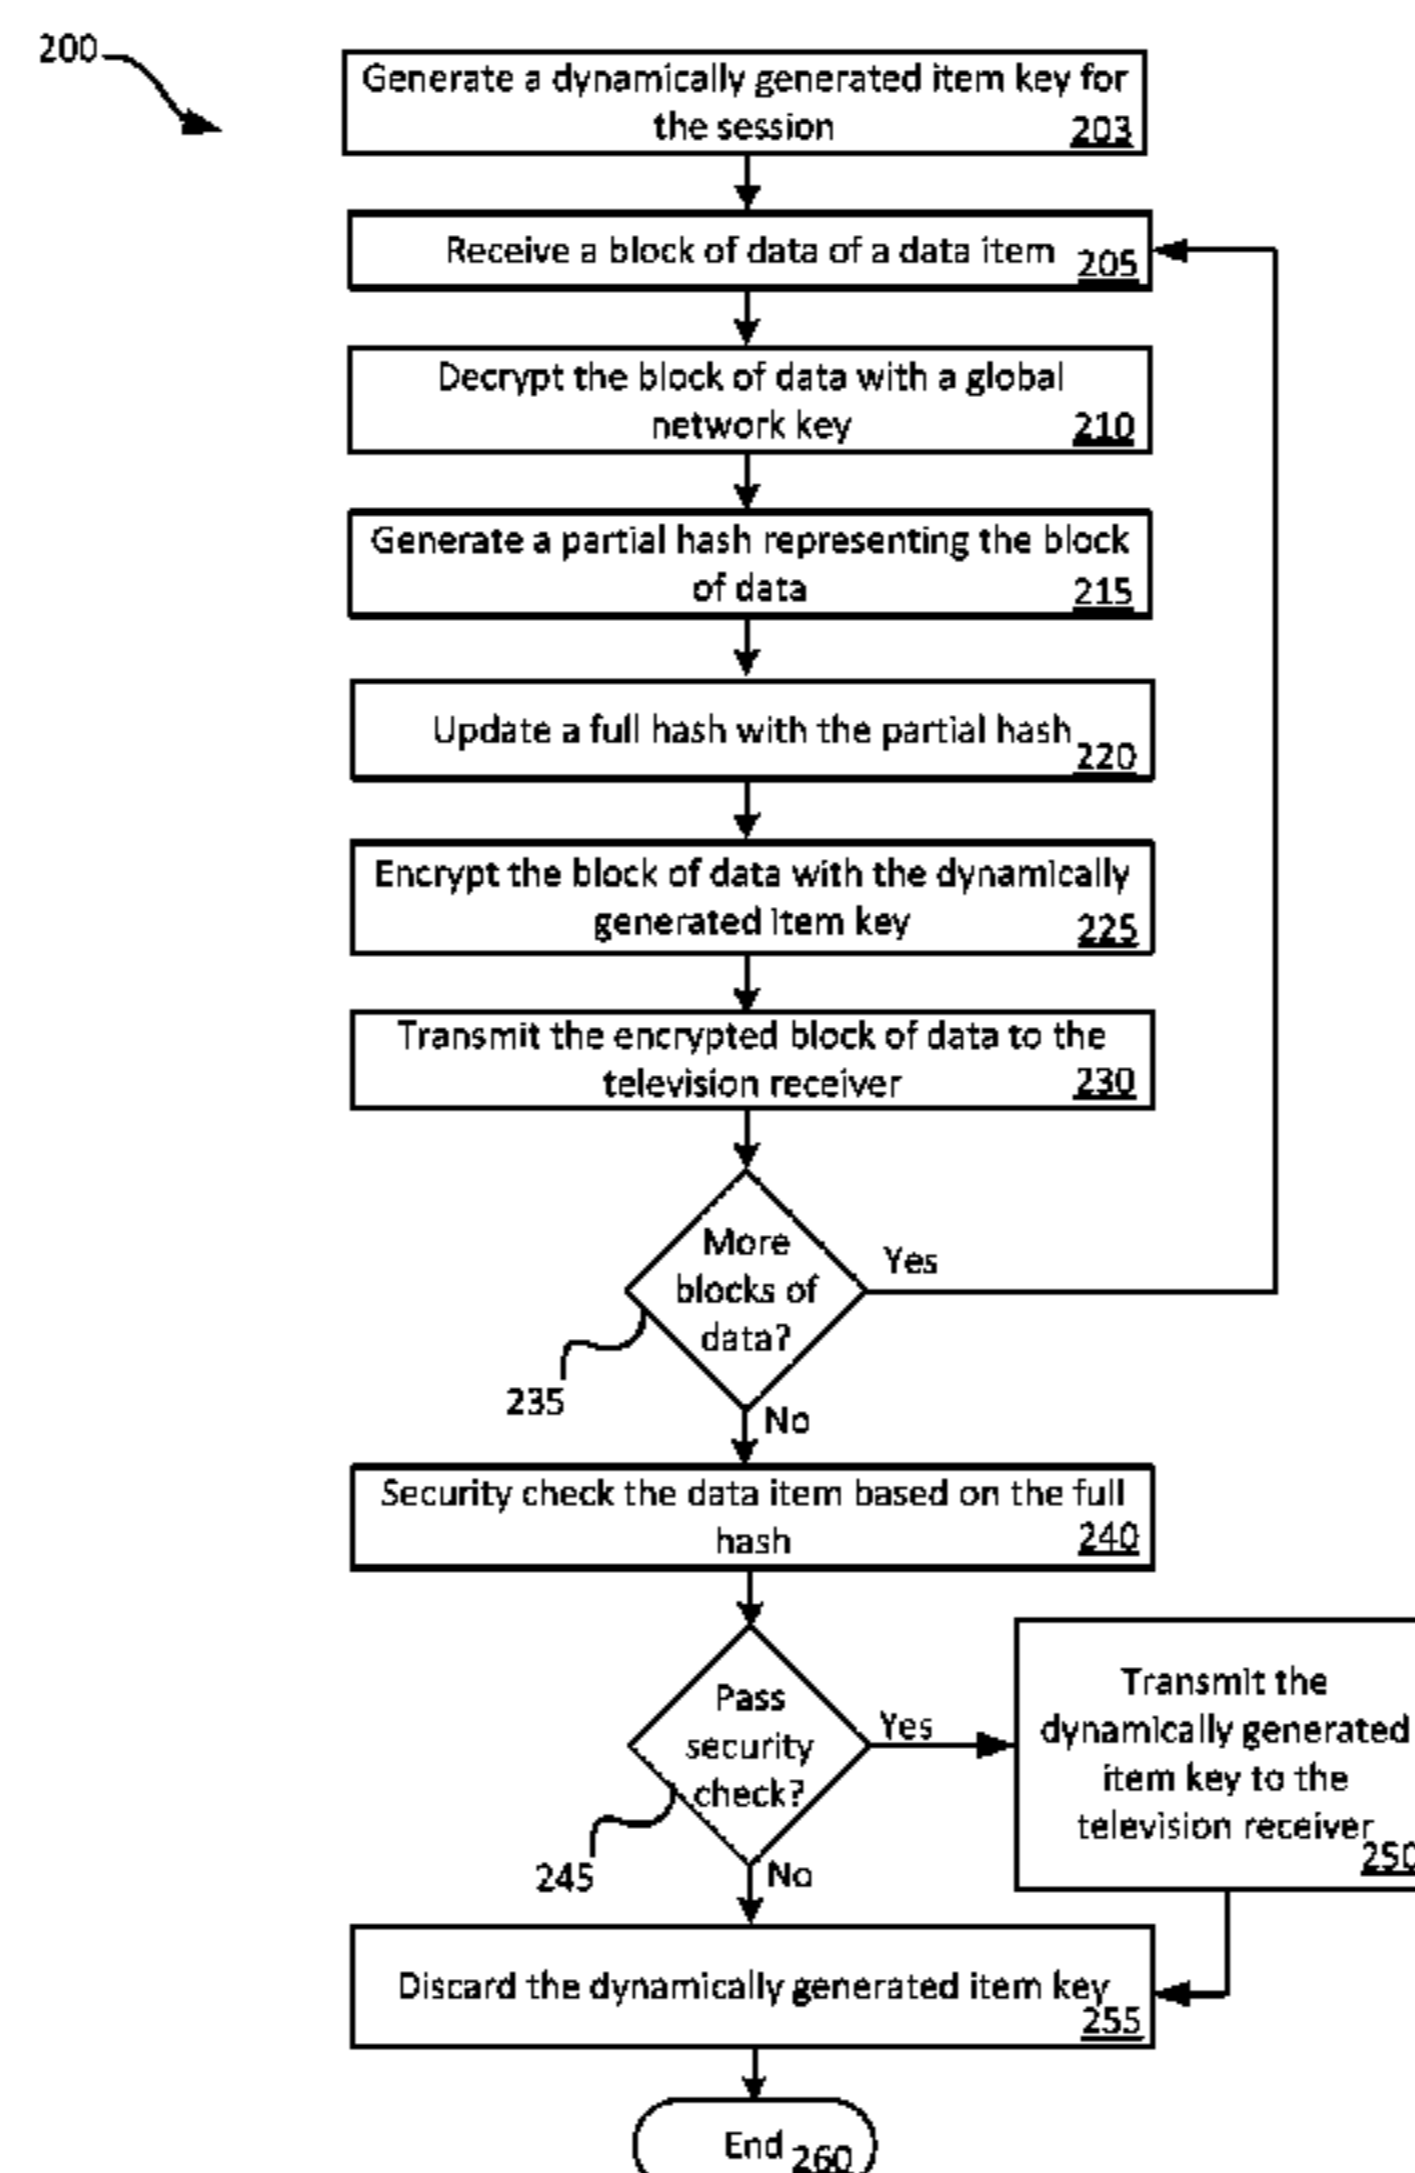 200
Generate a dynamically generated item key for
the session
203
Receive a block of data of a data item
205
Decrypt the block of data with a global
network key
210
Generate a partial hash representing the block
of data
215
Update a full hash with the partial hash
220
Encrypt the block of data with the dynamically
generated item key
225
Transmit the encrypted block of data to the
television receiver
230
More
blocks of
data?
Yes
235
No
Security check the data item based on the full
hash
240
Pass
security
check?
Yes
245
No
Transmit the
dynamically generated
item key to the
television receiver
250
Discard the dynamically generated item key
255
End
260